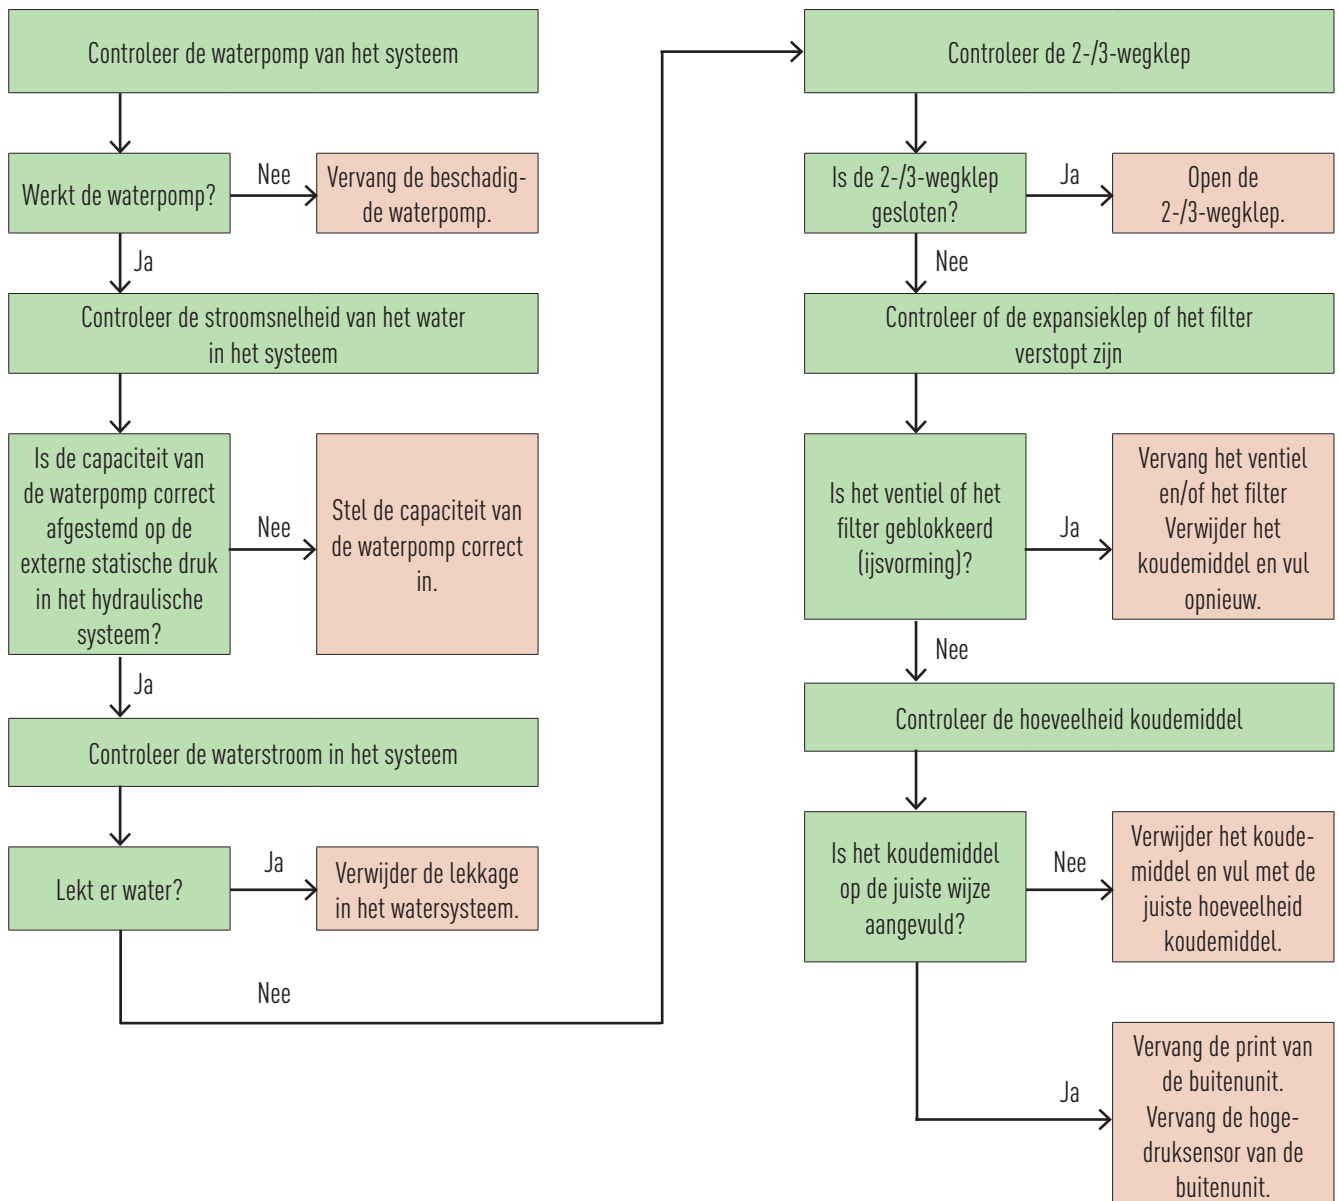 Controleer de waterpomp van het systeem
Werkt de waterpomp?
Nee
Vervang de beschadig-
de waterpomp.
Ja
Controleer de stroomsnelheid van het water
in het systeem
Is de capaciteit van
de waterpomp correct
afgestemd op de
externe statische druk
in het hydraulische
systeem?
Nee
Stel de capaciteit van
de waterpomp correct
in.
Ja
Controleer de waterstroom in het systeem
Lekt er water?
Ja
Verwijder de lekkage
in het watersysteem.
Nee
Controleer de 2-/3-wegklep
Is de 2-/3-wegklep
gesloten?
Ja
Open de
2-/3-wegklep.
Nee
Controleer of de expansieklep of het filter
verstopt zijn
Is het ventiel of het
filter geblokkeerd
(ijsvorming)?
Ja
Vervang het ventiel
en/of het filter
Verwijder het
koudemiddel en vul
opnieuw.
Nee
Controleer de hoeveelheid koudemiddel
Is het koudemiddel
op de juiste wijze
aangevuld?
Nee
Verwijder het koude-
middel en vul met de
juiste hoeveelheid
koudemiddel.
Ja
Vervang de print van
de buitenunit.
Vervang de hoge-
druksensor van de
buitenunit.